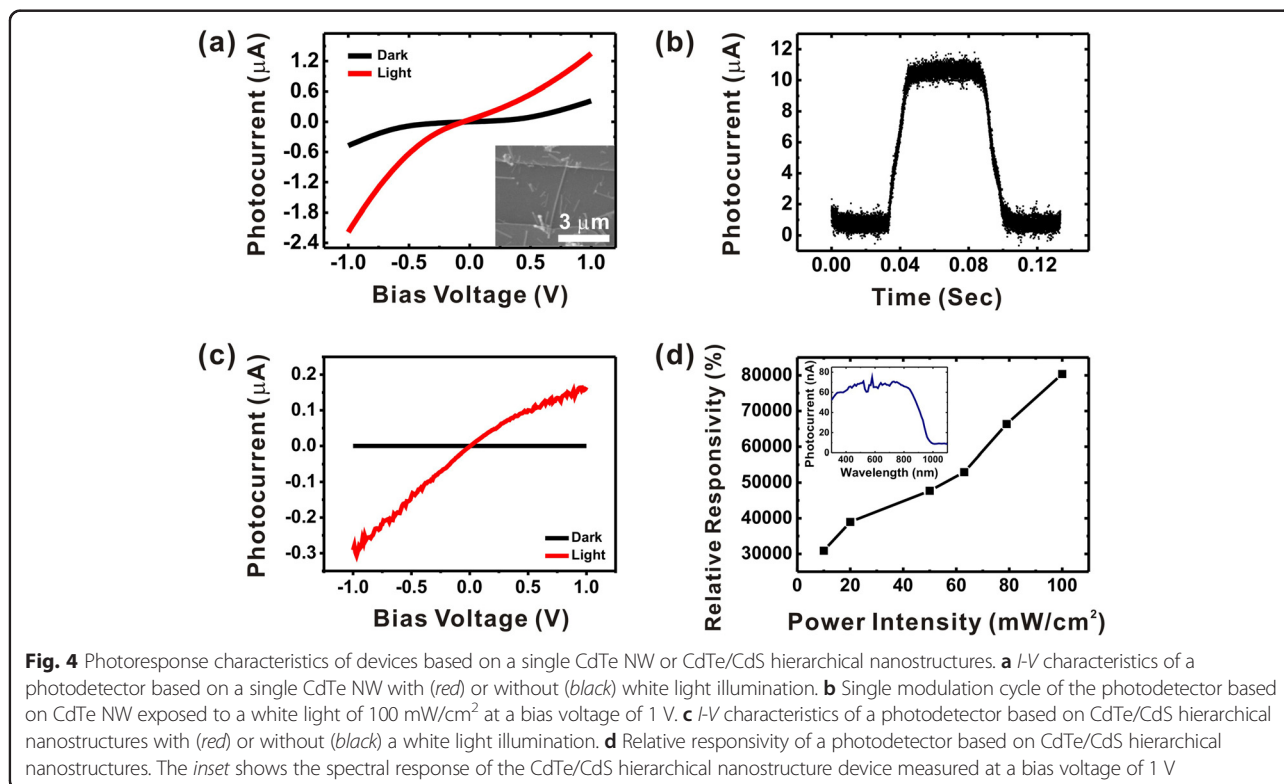 (a)
Dark
Light
Photocurrent (μA)
1.2
0.6
0.0
-0.6
-1.2
-1.8
-2.4
3 μm
-1.0 -0.5 0.0 0.5 1.0
Bias Voltage (V)
(b)
Photocurrent (μA)
12
10
8
6
4
2
0
0.00 0.04 0.08 0.12
Time (Sec)
(c)
Photocurrent (μA)
0.2
0.1
0.0
-0.1
-0.2
-0.3
Dark
Light
-1.0 -0.5 0.0 0.5 1.0
Bias Voltage (V)
(d)
Relative Responsivity (%)
80000
70000
60000
50000
40000
30000
Photocurrent (nA)
80
60
40
20
0
400 600 800 1000
Wavelength (nm)
0 20 40 60 80 100
Power Intensity (mW/cm²)
Fig. 4 Photoresponse characteristics of devices based on a single CdTe NW or CdTe/CdS hierarchical nanostructures. a I-V characteristics of a
photodetector based on a single CdTe NW with (red) or without (black) white light illumination. b Single modulation cycle of the photodetector based
on CdTe NW exposed to a white light of 100 mW/cm² at a bias voltage of 1 V. c I-V characteristics of a photodetector based on CdTe/CdS hierarchical
nanostructures with (red) or without (black) a white light illumination. d Relative responsivity of a photodetector based on CdTe/CdS hierarchical
nanostructures. The inset shows the spectral response of the CdTe/CdS hierarchical nanostructure device measured at a bias voltage of 1 V